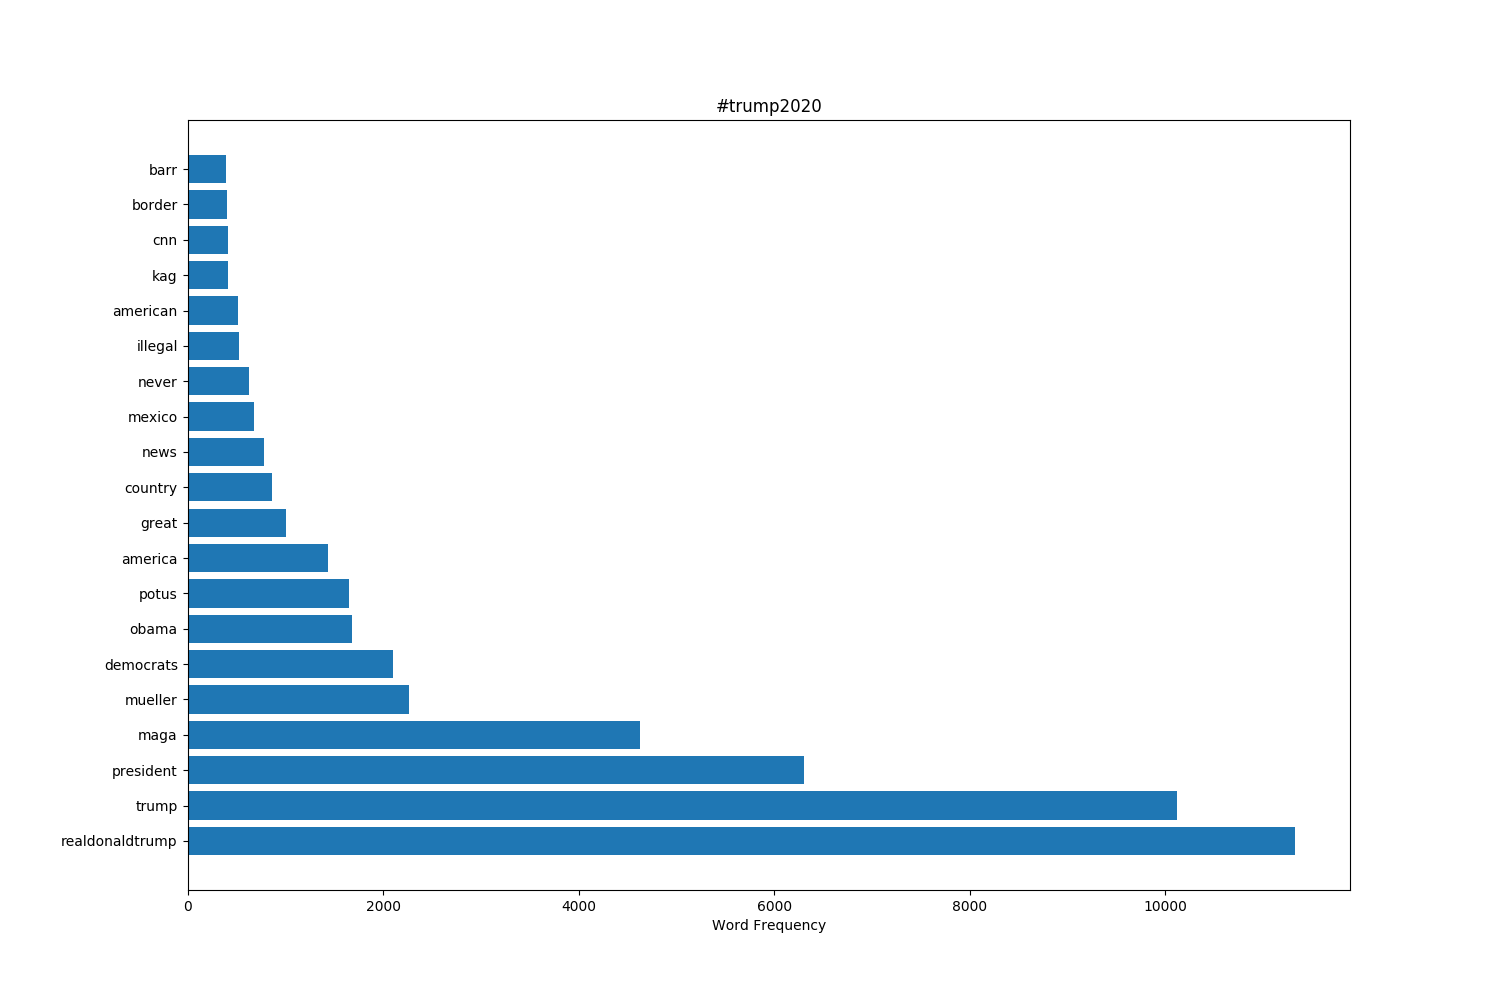 #trump2020
barr
border
cnn
kag
american
illegal
never
mexico
news
country
great
america
potus
obama
democrats
mueller
maga
president
trump
realdonaldtrump
0 2000 4000 6000 8000 10000
Word Frequency